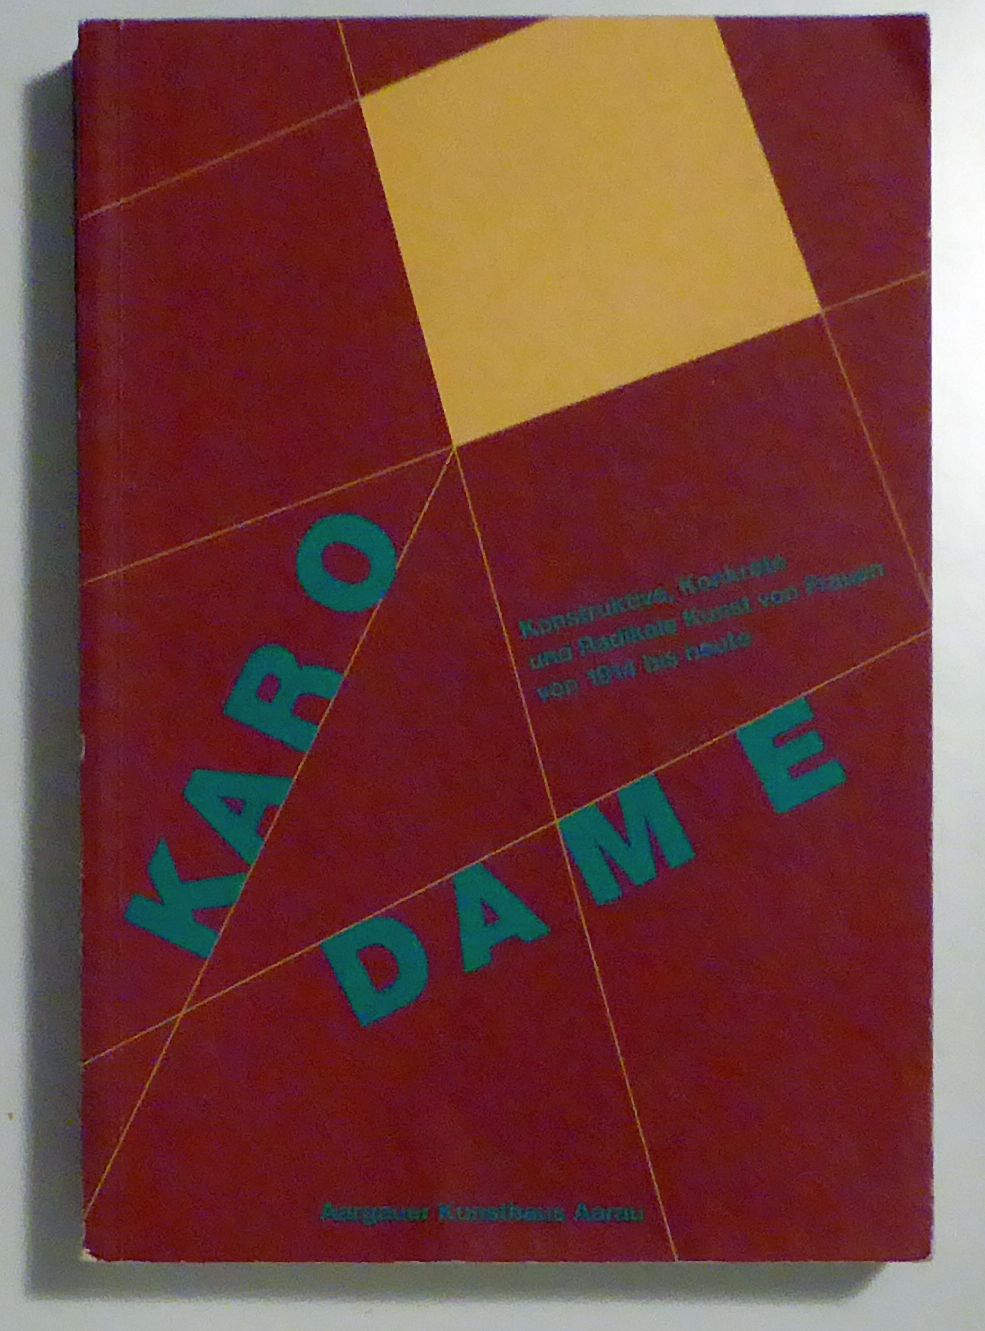 KARO
DAME
Konstruktive, Konkrete
und Radikale Kunst von Frauen
von 1914 bis heute
Aargauer Kunsthaus Aarau